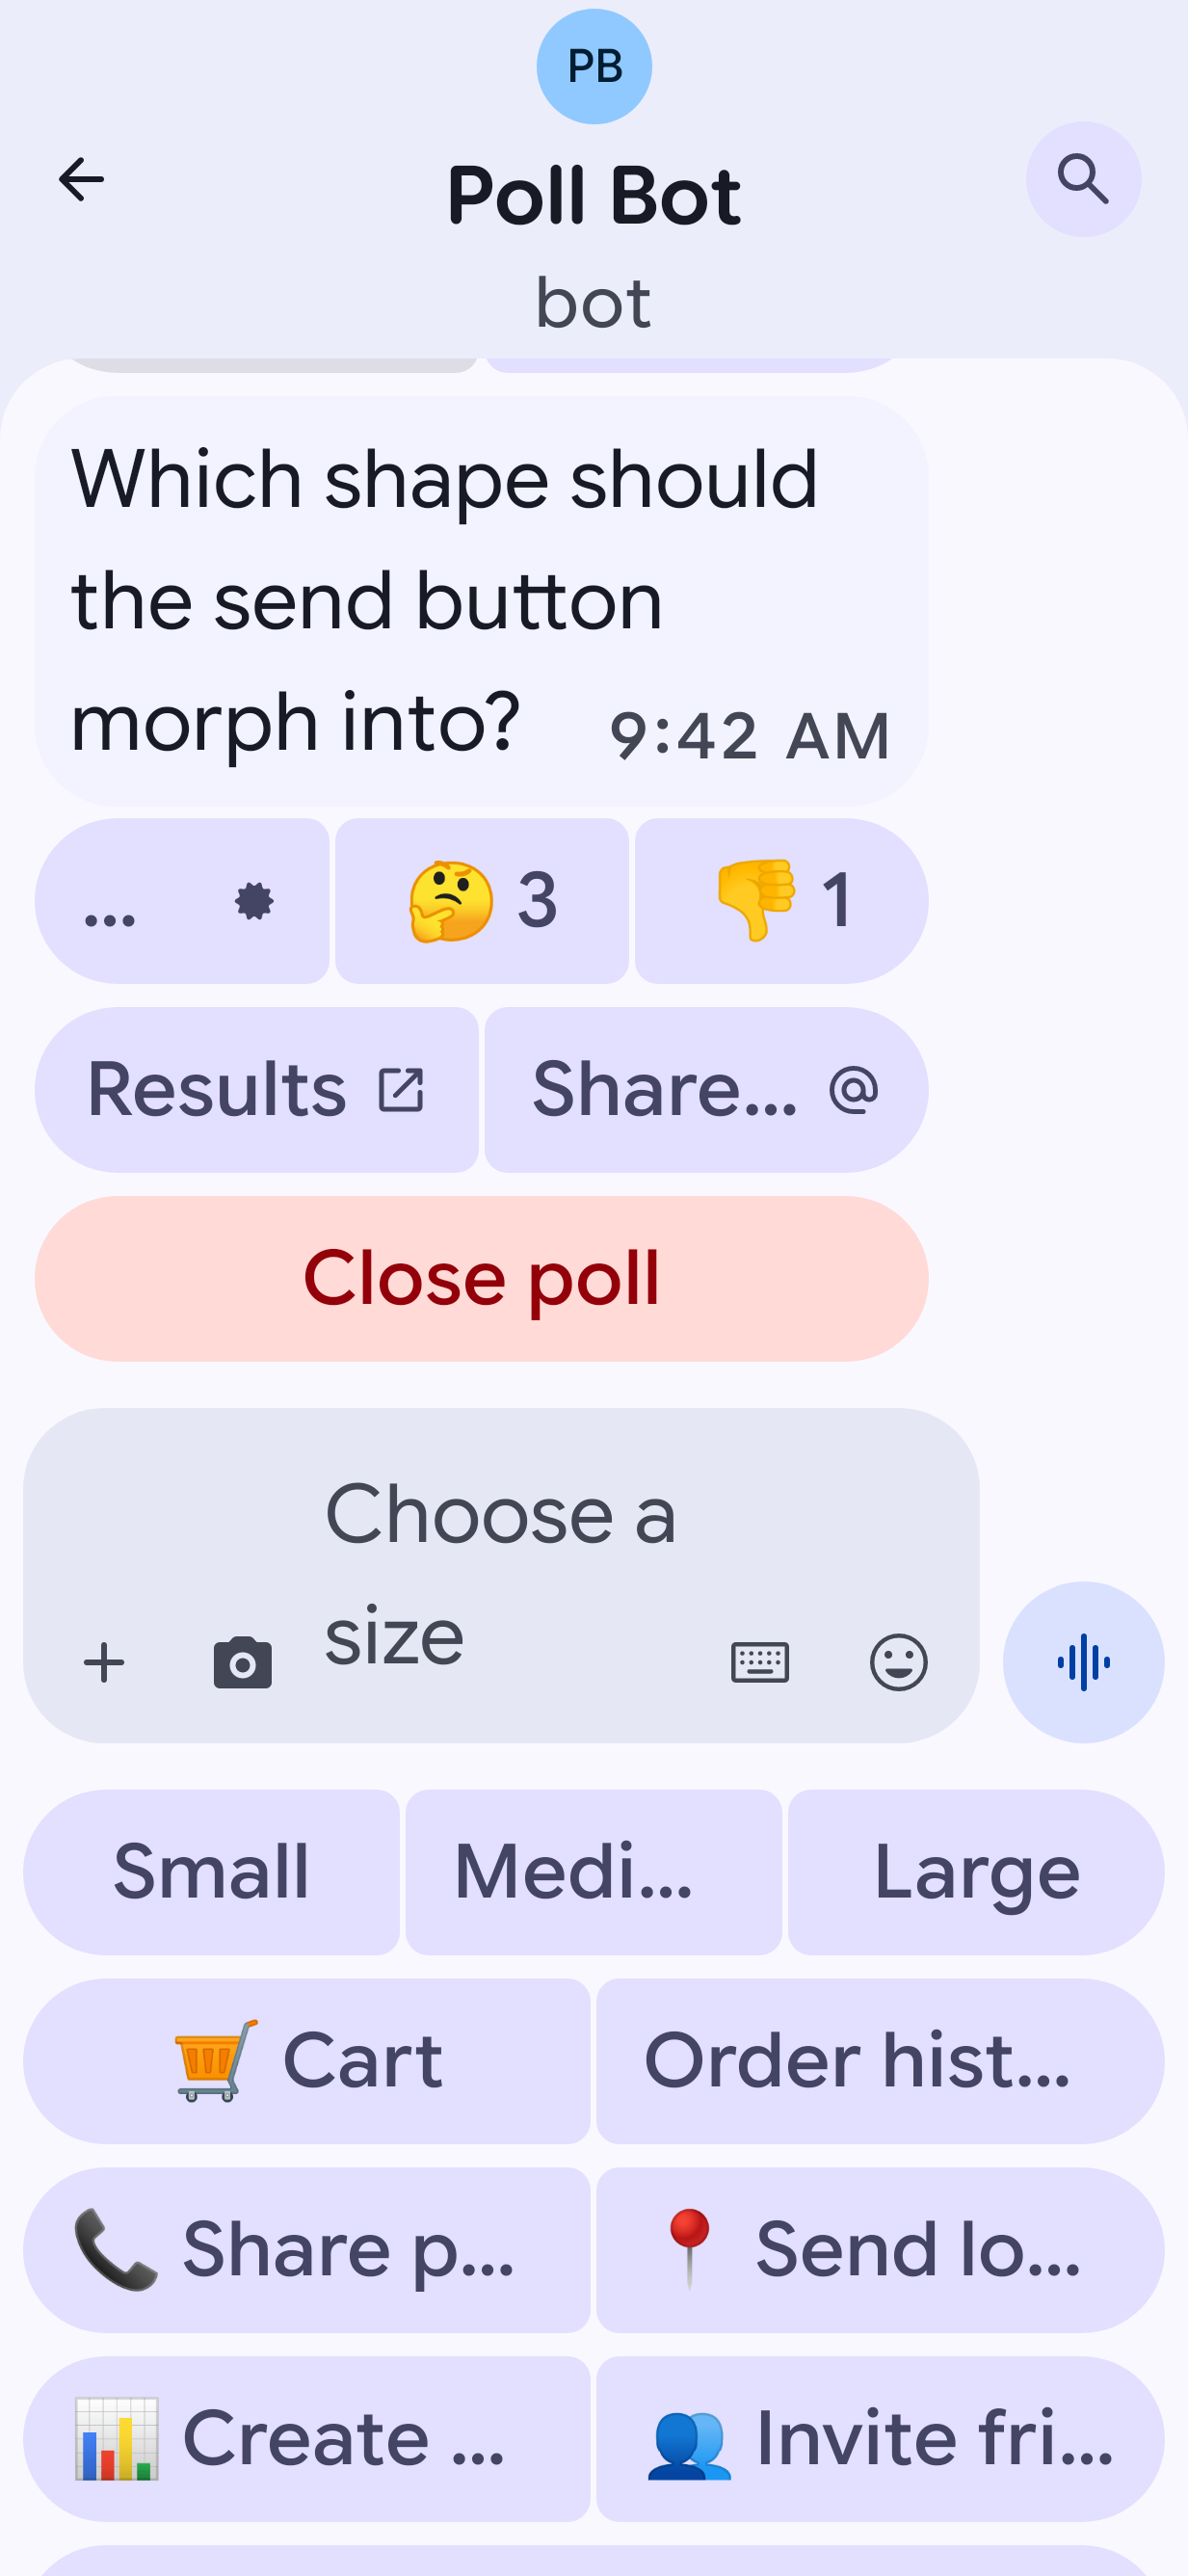 PB
Poll Bot
bot
Which shape should
the send button
morph into?
9:42 AM
...
🤔 3
👎 1
Results
Share...
Close poll
Choose a
size
Small
Medi...
Large
🛒 Cart
Order hist...
📞 Share p...
📍 Send lo...
📊 Create ...
👥 Invite fri...